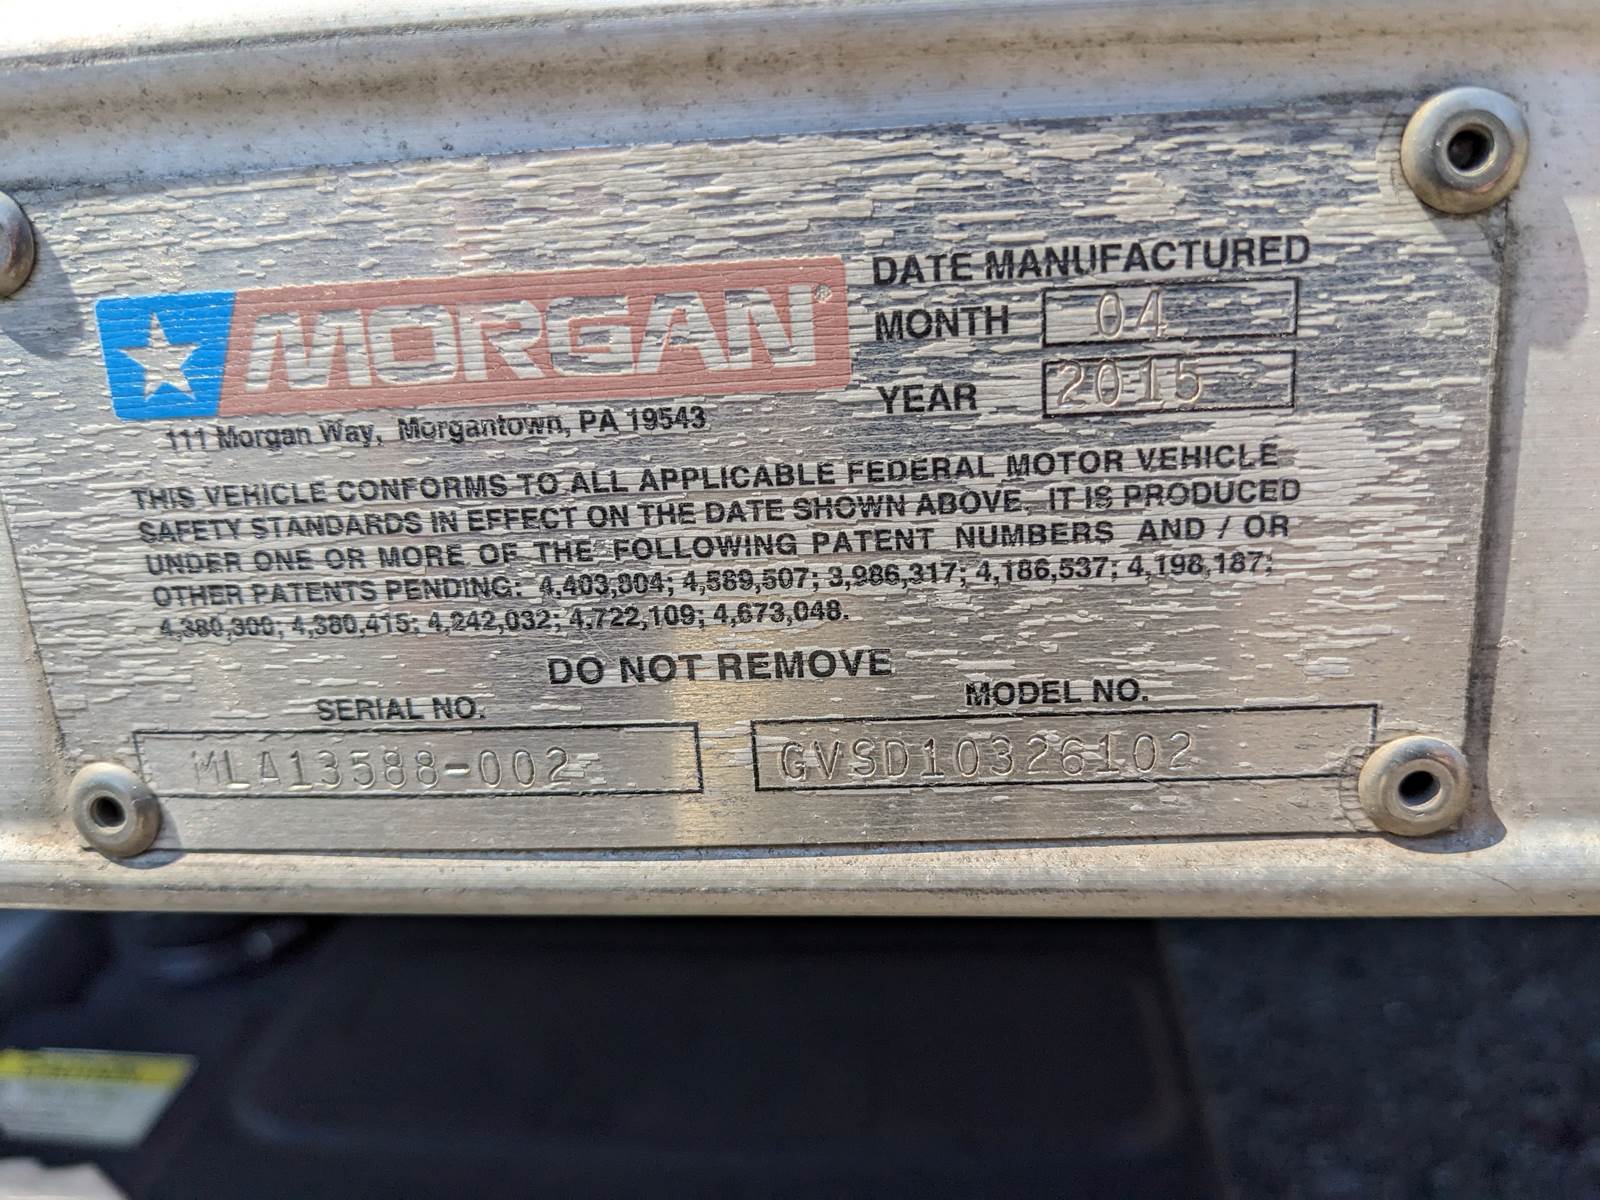 MORGAN®
111 Morgan Way, Morgantown, PA 19543
DATE MANUFACTURED
MONTH 04
YEAR 2015
THIS VEHICLE CONFORMS TO ALL APPLICABLE FEDERAL MOTOR VEHICLE
SAFETY STANDARDS IN EFFECT ON THE DATE SHOWN ABOVE. IT IS PRODUCED
UNDER ONE OR MORE OF THE FOLLOWING PATENT NUMBERS AND / OR
OTHER PATENTS PENDING: 4,403,804; 4,589,507; 3,986,317; 4,186,537; 4,198,187;
4,380,300; 4,380,415; 4,242,032; 4,722,109; 4,673,048.
DO NOT REMOVE
SERIAL NO.
MLA13588-002
MODEL NO.
GVSD10326102